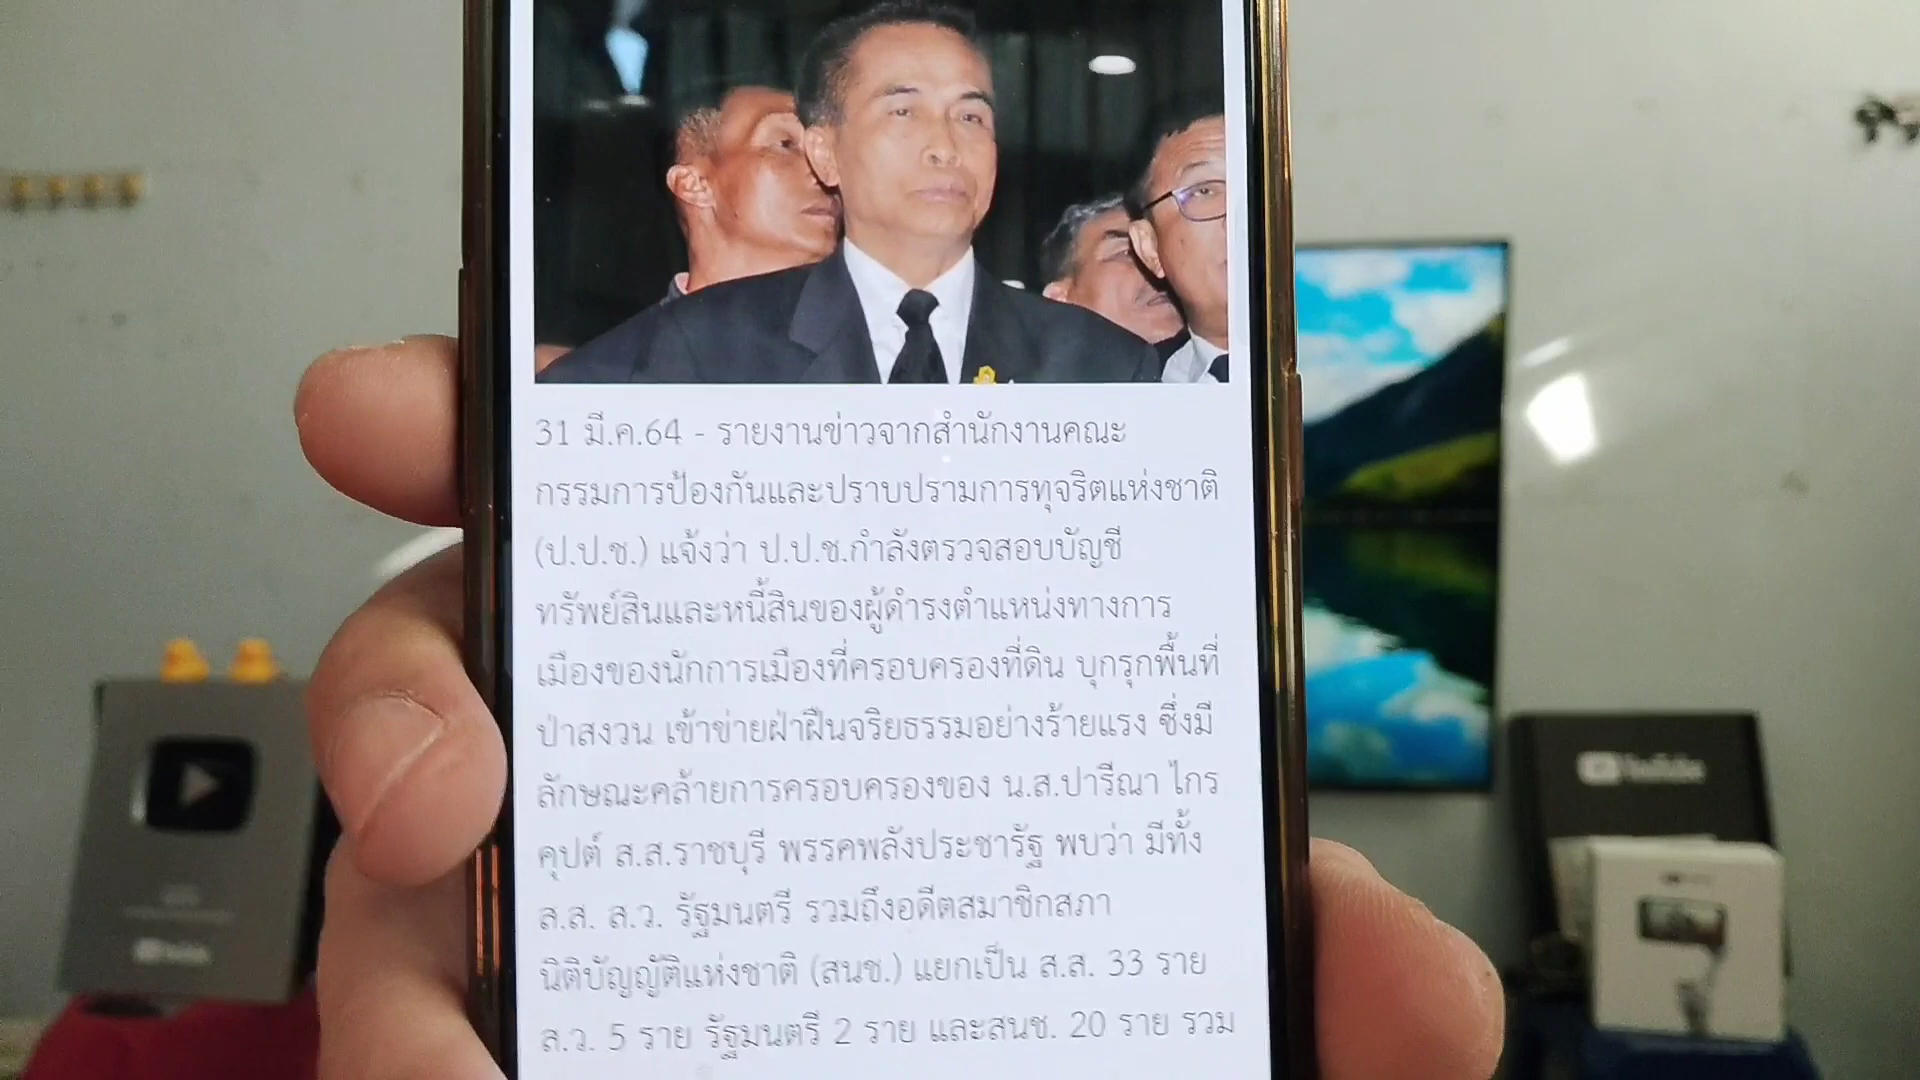 31 มี.ค.64 - รายงานข่าวจากสำนักงานคณะ
กรรมการป้องกันและปราบปรามการทุจริตแห่งชาติ
(ป.ป.ช.) แจ้งว่า ป.ป.ช.กำลังตรวจสอบบัญชี
ทรัพย์สินและหนี้สินของผู้ดำรงตำแหน่งทางการ
เมืองของนักการเมืองที่ครอบครองที่ดิน บุกรุกพื้นที่
ป่าสงวน เข้าข่ายฝ่าฝืนจริยธรรมอย่างร้ายแรง ซึ่งมี
ลักษณะคล้ายการครอบครองของ น.ส.ปารีณา ไกร
คุปต์ ส.ส.ราชบุรี พรรคพลังประชารัฐ พบว่า มีทั้ง
ส.ส. ส.ว. รัฐมนตรี รวมถึงอดีตสมาชิกสภา
นิติบัญญัติแห่งชาติ (สนช.) แยกเป็น ส.ส. 33 ราย
ส.ว. 5 ราย รัฐมนตรี 2 ราย และสนช. 20 ราย รวม
YouTube